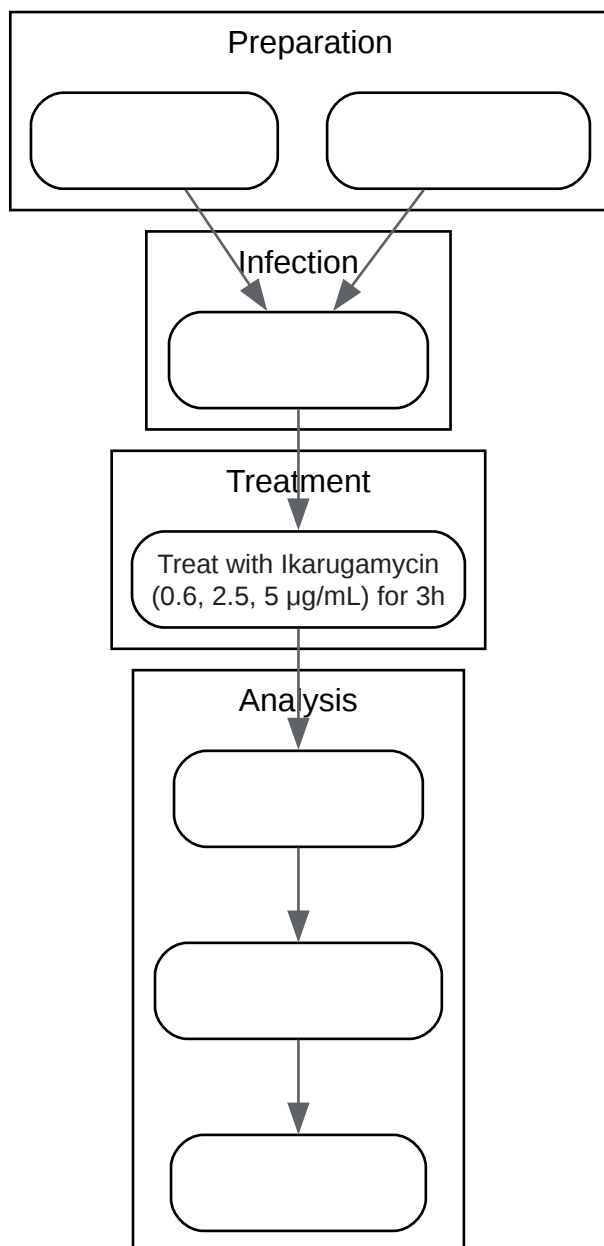 Preparation
Infection
Treatment
Treat with Ikarugamycin
(0.6, 2.5, 5 μg/mL) for 3h
Analysis